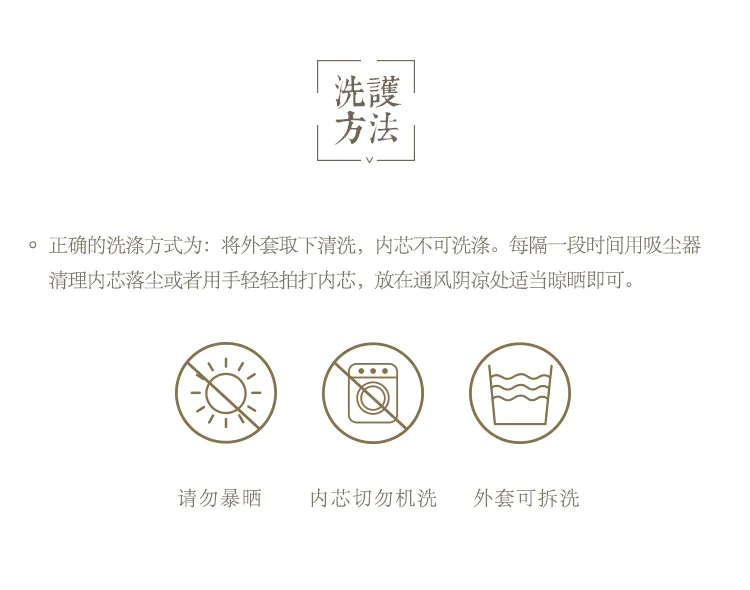 洗護
方法
正确的洗涤方式为：将外套取下清洗，内芯不可洗涤。每隔一段时间用吸尘器
清理内芯落尘或者用手轻轻拍打内芯，放在通风阴凉处适当晾晒即可。
请勿暴晒
内芯切勿机洗
外套可拆洗